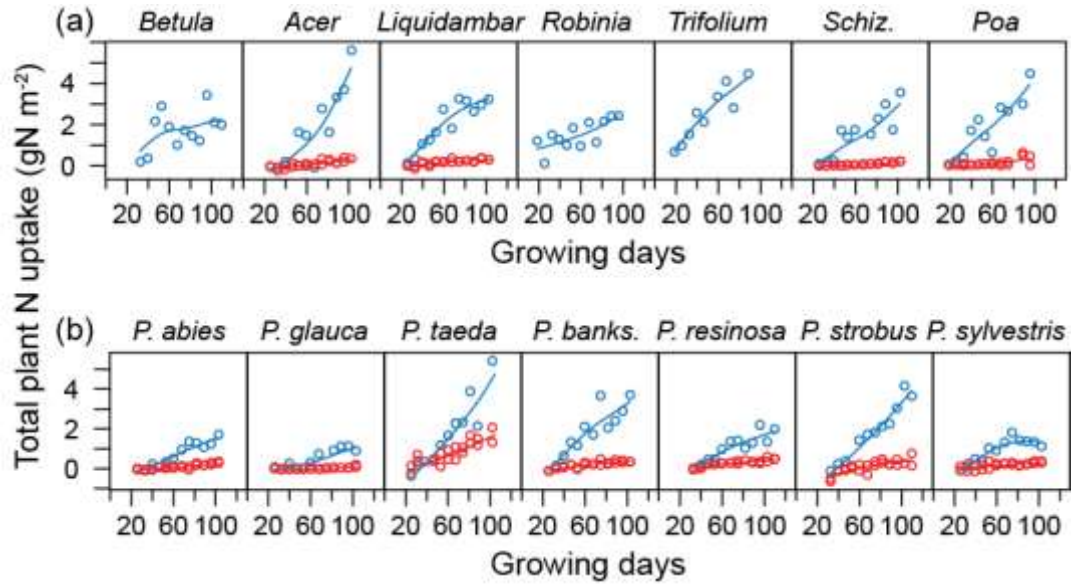 (a) Betula Acer Liquidambar Robinia Trifolium Schiz. Poa
4
2
0
20 60 100 20 60 100 20 60 100 20 60 100 20 60 100 20 60 100 20 60 100
Growing days
Total plant N uptake (gN m⁻²)
(b) P. abies P. glauca P. taeda P. banks. P. resinosa P. strobus P. sylvestris
4
2
0
20 60 100 20 60 100 20 60 100 20 60 100 20 60 100 20 60 100 20 60 100
Growing days